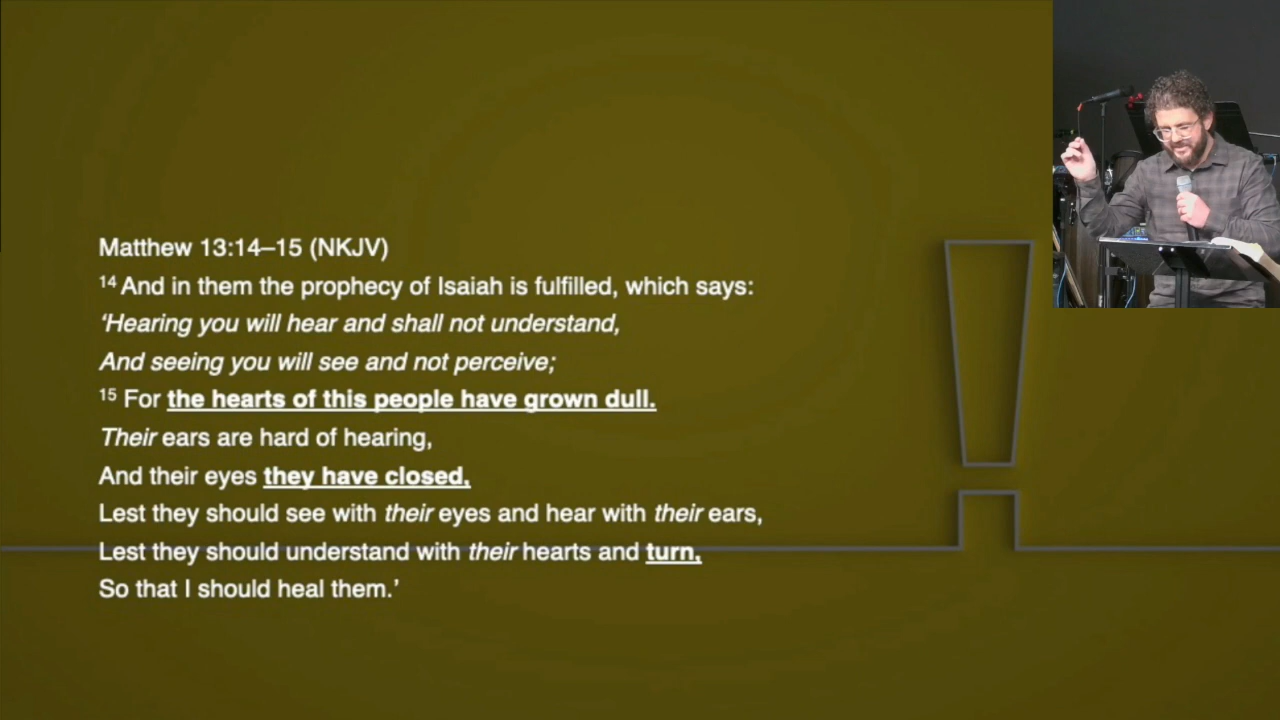 Matthew 13:14–15 (NKJV)
14 And in them the prophecy of Isaiah is fulfilled, which says:
‘Hearing you will hear and shall not understand,
And seeing you will see and not perceive;
15 For the hearts of this people have grown dull.
Their ears are hard of hearing,
And their eyes they have closed,
Lest they should see with their eyes and hear with their ears,
Lest they should understand with their hearts and turn,
So that I should heal them.’